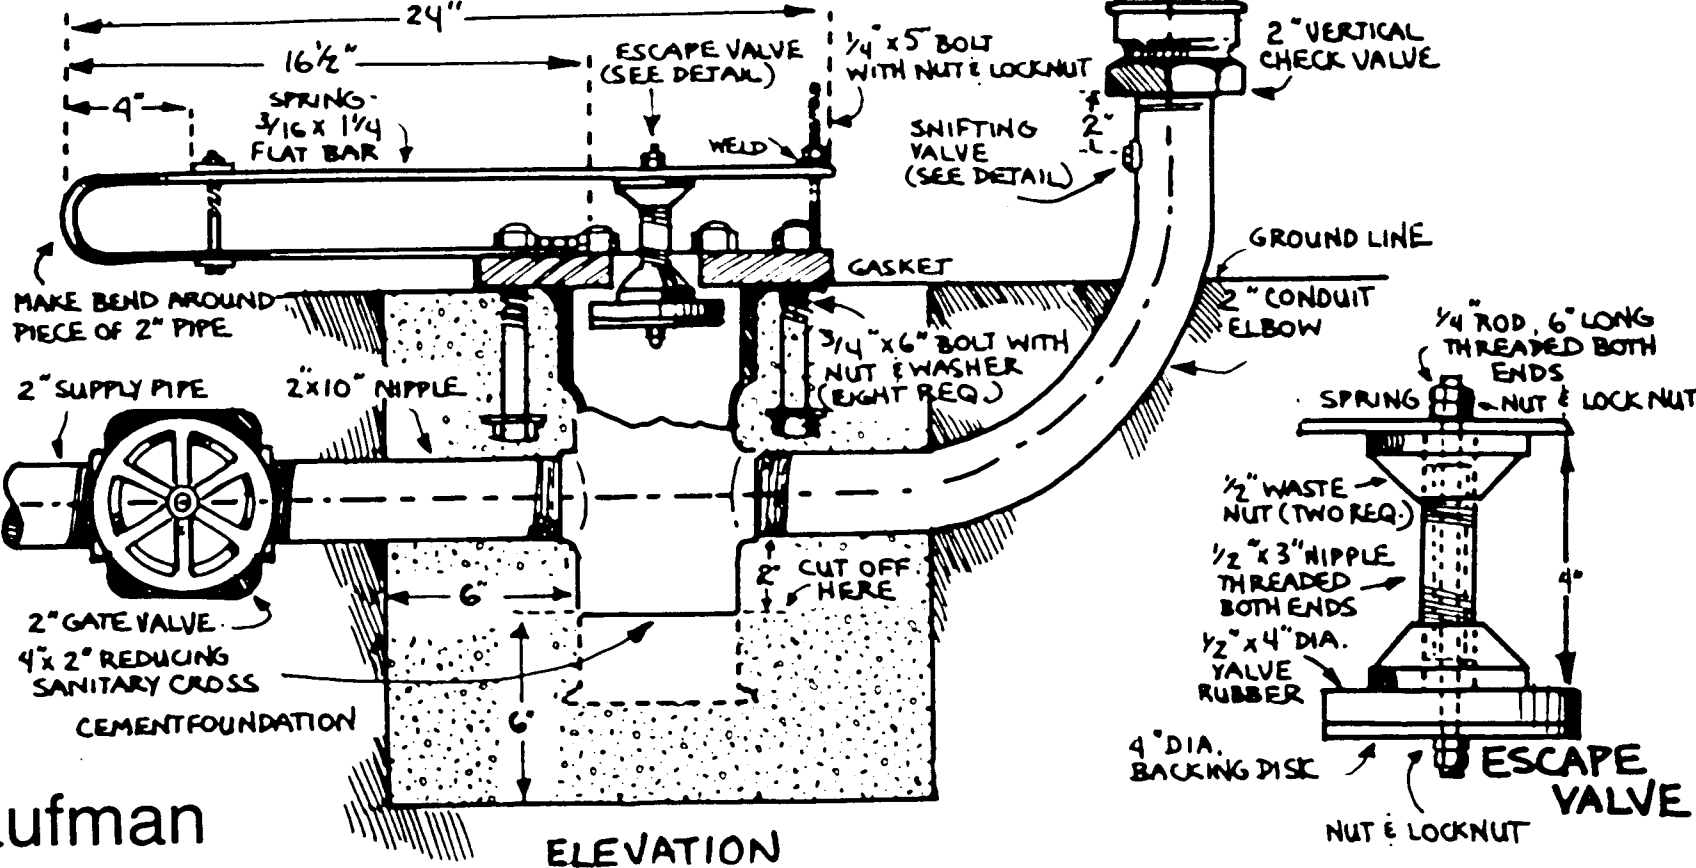 24"
16½"
4"
SPRING-
3/16 X 1¼
FLAT BAR
ESCAPE VALVE
(SEE DETAIL)
¼" X 5" BOLT
WITH NUT & LOCKNUT
WELD
2" VERTICAL
CHECK VALVE
2"
SNIFTING
VALVE
(SEE DETAIL)
GROUND LINE
GASKET
MAKE BEND AROUND
PIECE OF 2" PIPE
2" CONDUIT
ELBOW
3/4" X 6" BOLT WITH
NUT & WASHER
(EIGHT REQ.)
2" SUPPLY PIPE
2"X10" NIPPLE
6"
2"
CUT OFF
HERE
2" GATE VALVE
4"X 2" REDUCING
SANITARY CROSS
CEMENT FOUNDATION
6"
ufman
ELEVATION
¼" ROD, 6" LONG
THREADED BOTH
ENDS
SPRING
NUT & LOCK NUT
½" WASTE
NUT (TWO REQ.)
½" X 3" NIPPLE
THREADED
BOTH ENDS
4"
½" X 4" DIA.
VALVE
RUBBER
4" DIA.
BACKING DISK
ESCAPE
VALVE
NUT & LOCKNUT